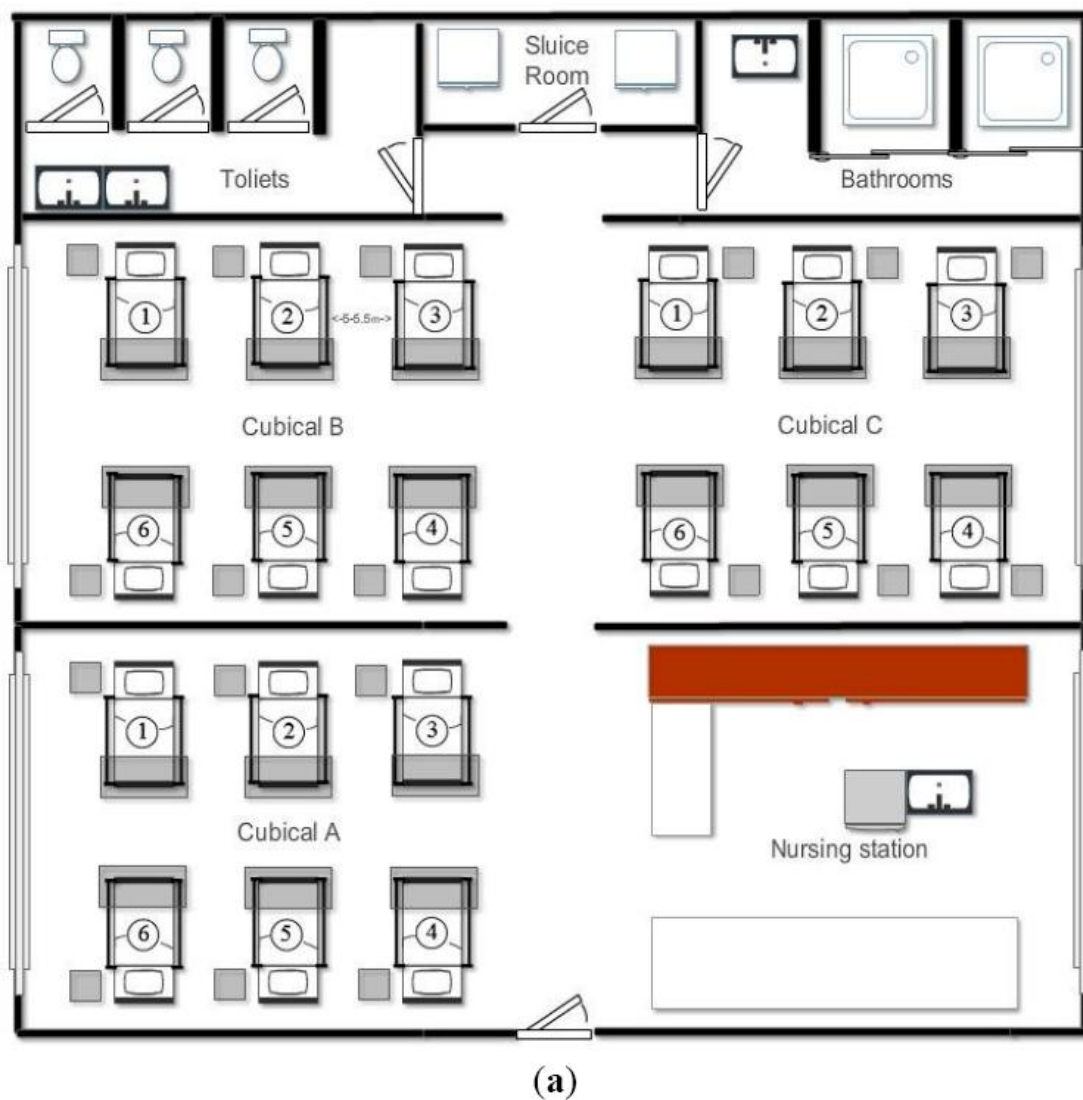 Sluice
Room
Toliets
Bathrooms
1 2 3
<-5-5.5m->
1 2 3
Cubical B
Cubical C
6 5 4
6 5 4
1 2 3
Cubical A
Nursing station
6 5 4
(a)